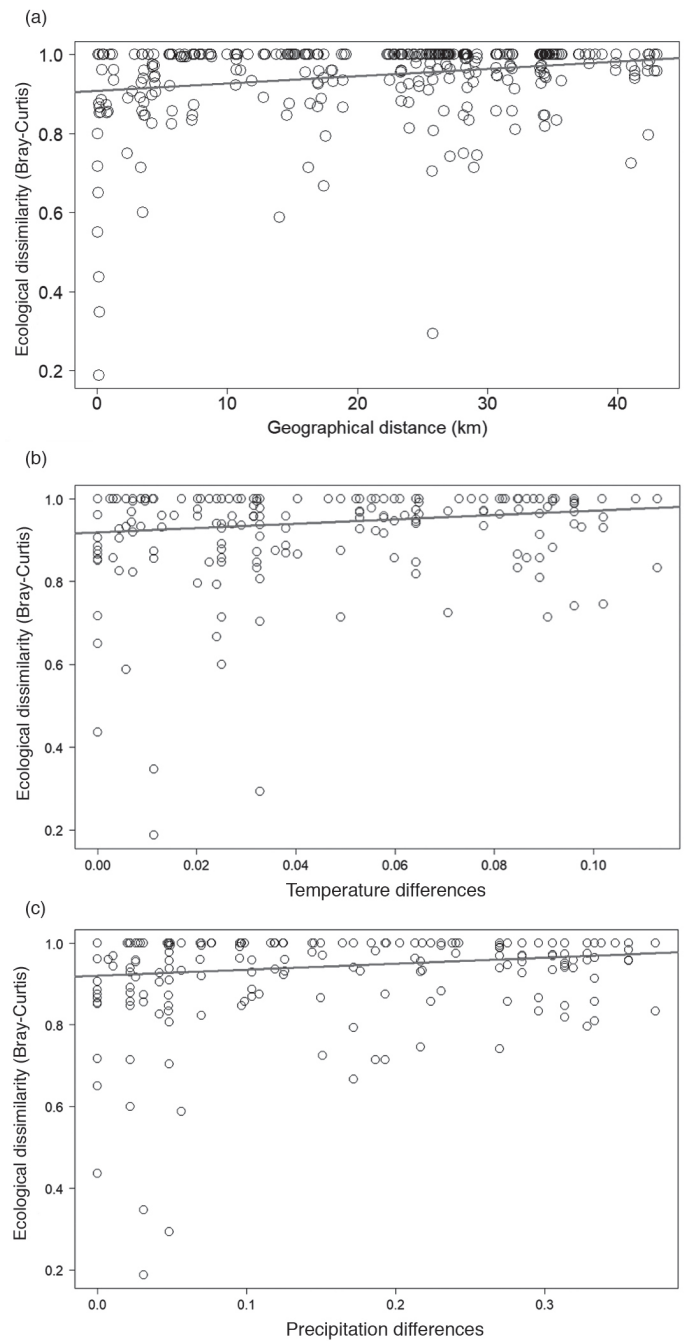 (a)
Ecological dissimilarity (Bray-Curtis)
1.0
0.8
0.6
0.4
0.2
0 10 20 30 40
Geographical distance (km)
(b)
Ecological dissimilarity (Bray-Curtis)
1.0
0.8
0.6
0.4
0.2
0.00 0.02 0.04 0.06 0.08 0.10
Temperature differences
(c)
Ecological dissimilarity (Bray-Curtis)
1.0
0.8
0.6
0.4
0.2
0.0 0.1 0.2 0.3
Precipitation differences